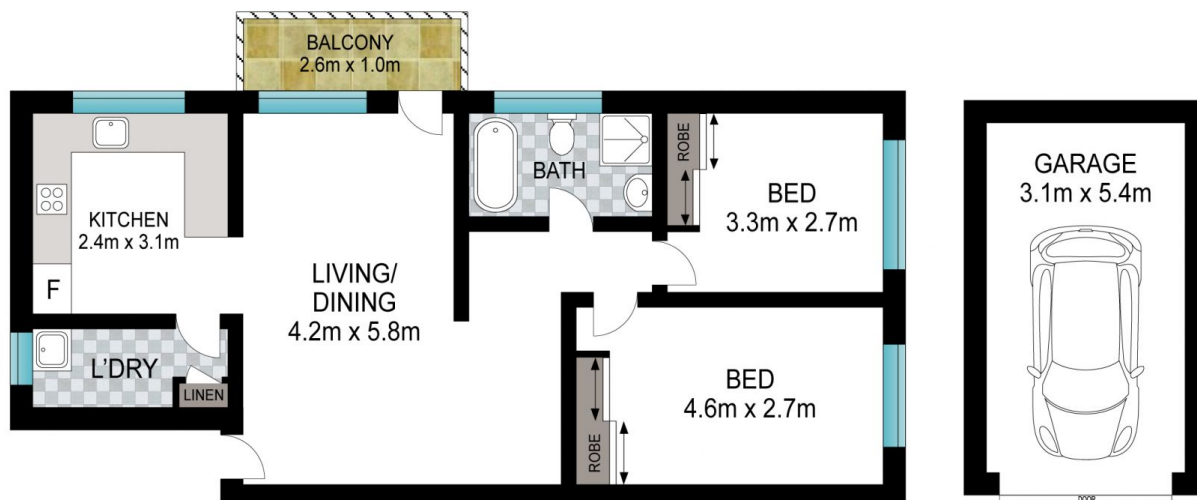 BALCONY
2.6m x 1.0m
KITCHEN
2.4m x 3.1m
F
L'DRY
LINEN
LIVING/
DINING
4.2m x 5.8m
BATH
ROBE
BED
3.3m x 2.7m
ROBE
BED
4.6m x 2.7m
GARAGE
3.1m x 5.4m
DOOR